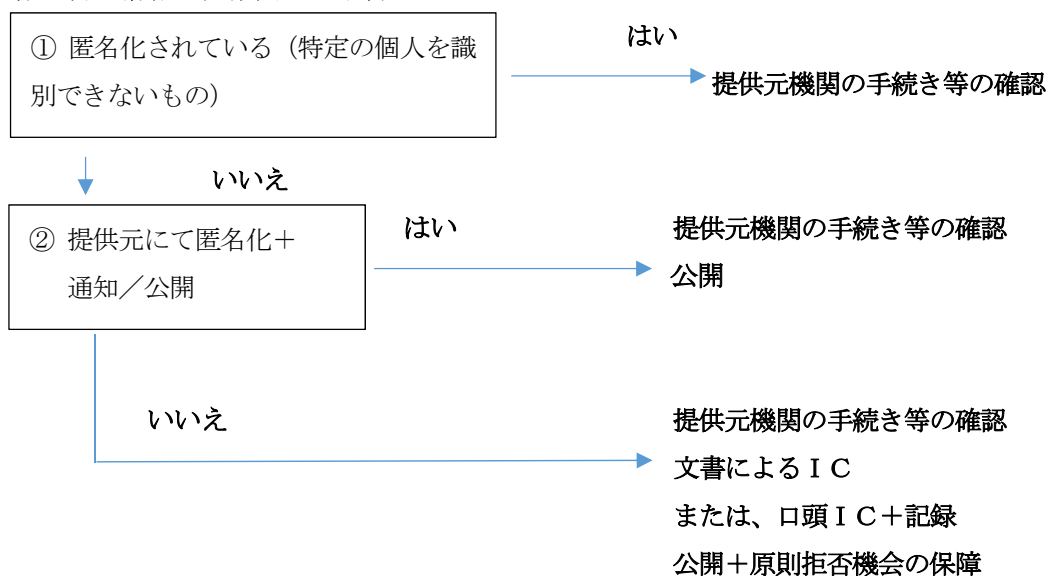 ① 匿名化されている（特定の個人を識
別できないもの）
はい
提供元機関の手続き等の確認
いいえ
② 提供元にて匿名化＋
通知／公開
はい
提供元機関の手続き等の確認
公開
いいえ
提供元機関の手続き等の確認
文書によるＩＣ
または、口頭ＩＣ＋記録
公開＋原則拒否機会の保障